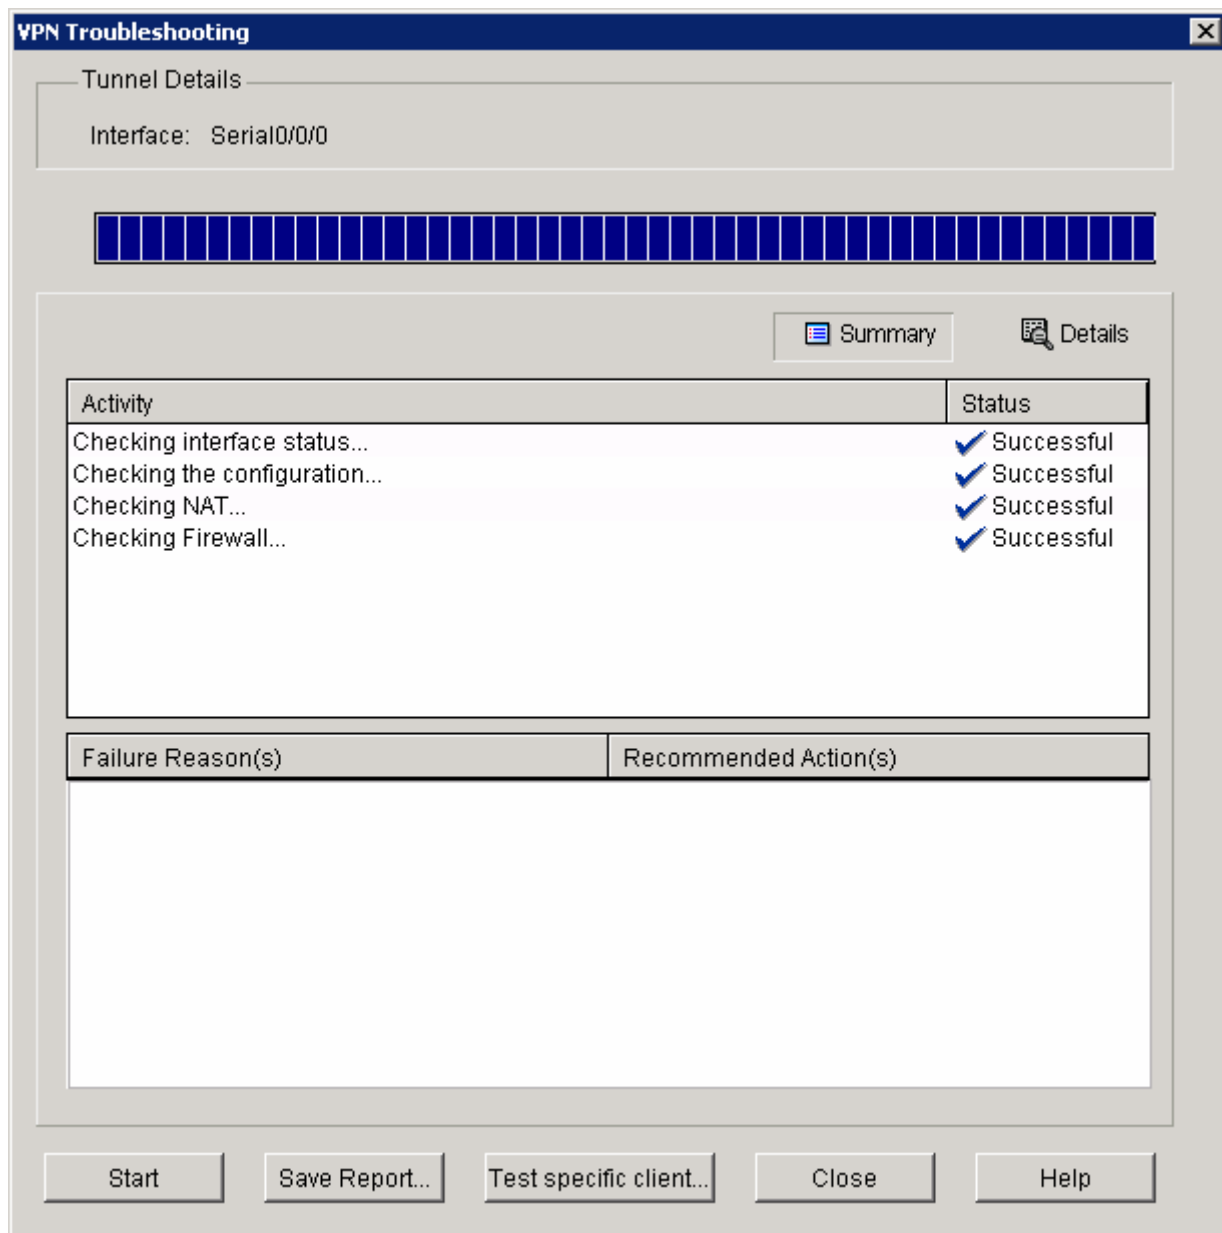 VPN Troubleshooting
Tunnel Details
Interface: Serial0/0/0
Summary Details
Activity Status
Checking interface status... Successful
Checking the configuration... Successful
Checking NAT... Successful
Checking Firewall... Successful
Failure Reason(s) Recommended Action(s)
Start Save Report... Test specific client... Close Help